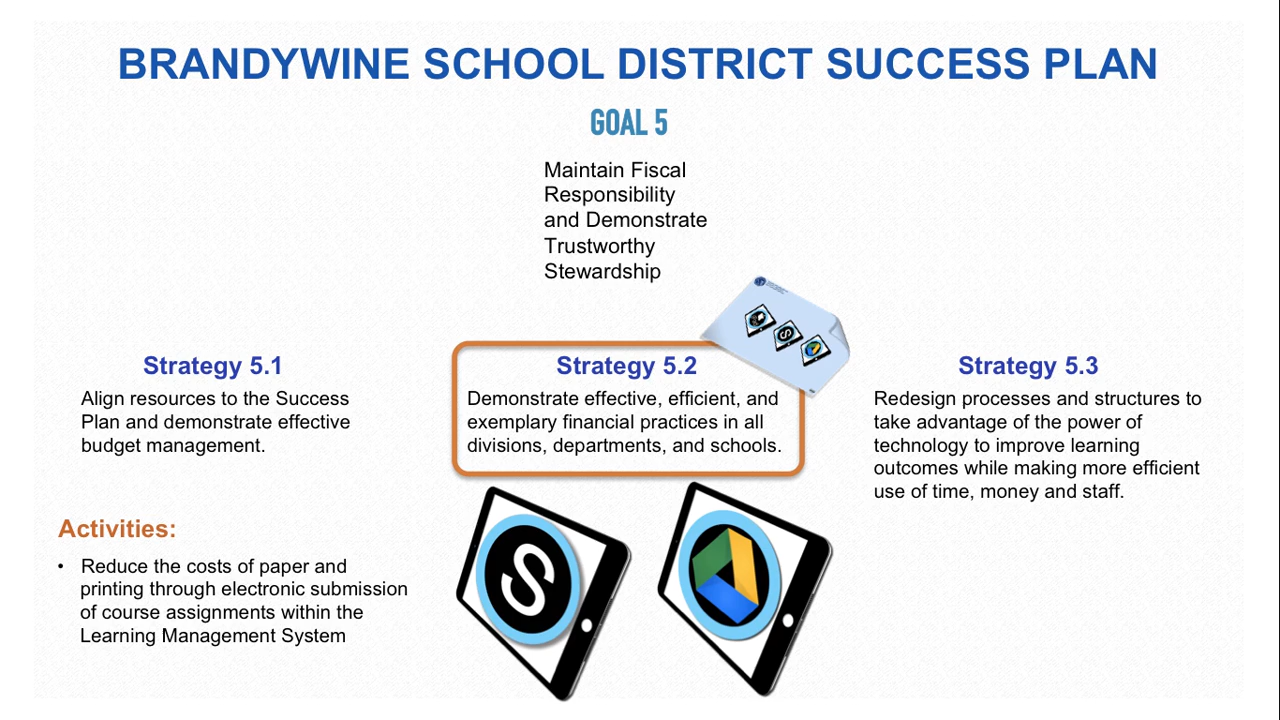 BRANDYWINE SCHOOL DISTRICT SUCCESS PLAN
GOAL 5
Maintain Fiscal
Responsibility
and Demonstrate
Trustworthy
Stewardship
Strategy 5.1
Align resources to the Success
Plan and demonstrate effective
budget management.
Strategy 5.2
Demonstrate effective, efficient, and
exemplary financial practices in all
divisions, departments, and schools.
Strategy 5.3
Redesign processes and structures to
take advantage of the power of
technology to improve learning
outcomes while making more efficient
use of time, money and staff.
Activities:
• Reduce the costs of paper and
printing through electronic submission
of course assignments within the
Learning Management System
S
S